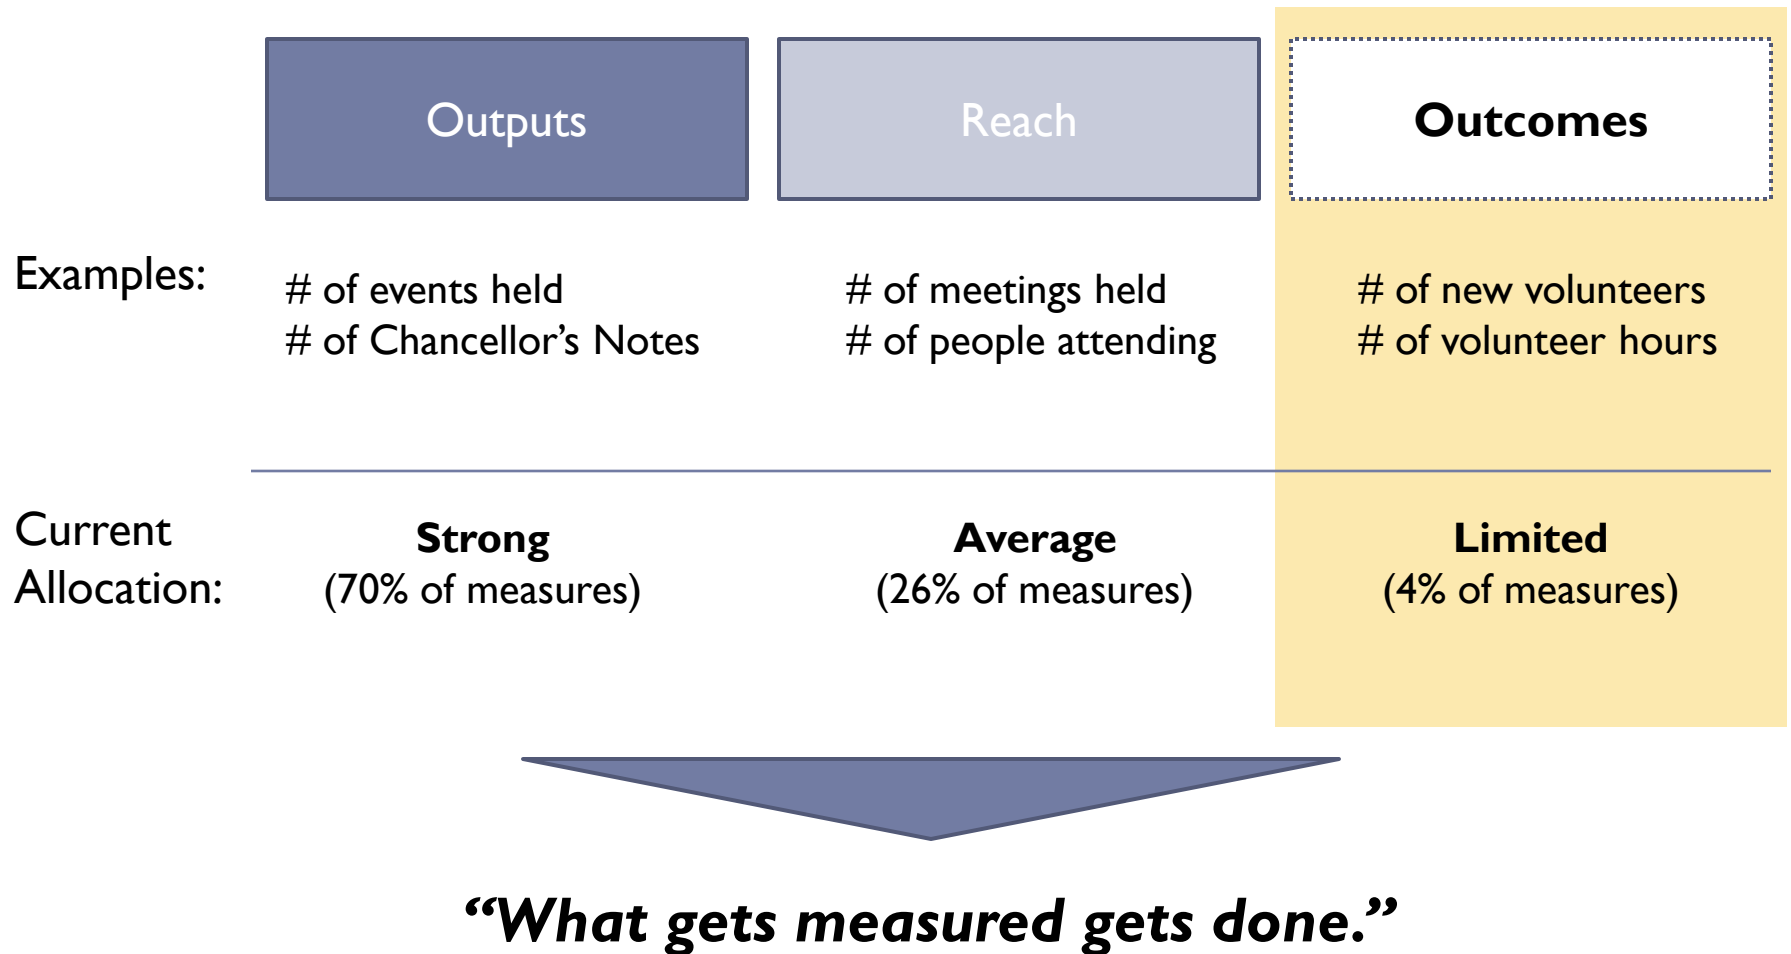 Outputs
Reach
Outcomes
Examples:
# of events held
# of Chancellor’s Notes
# of meetings held
# of people attending
# of new volunteers
# of volunteer hours
Current
Allocation:
Strong
(70% of measures)
Average
(26% of measures)
Limited
(4% of measures)
“What gets measured gets done.”